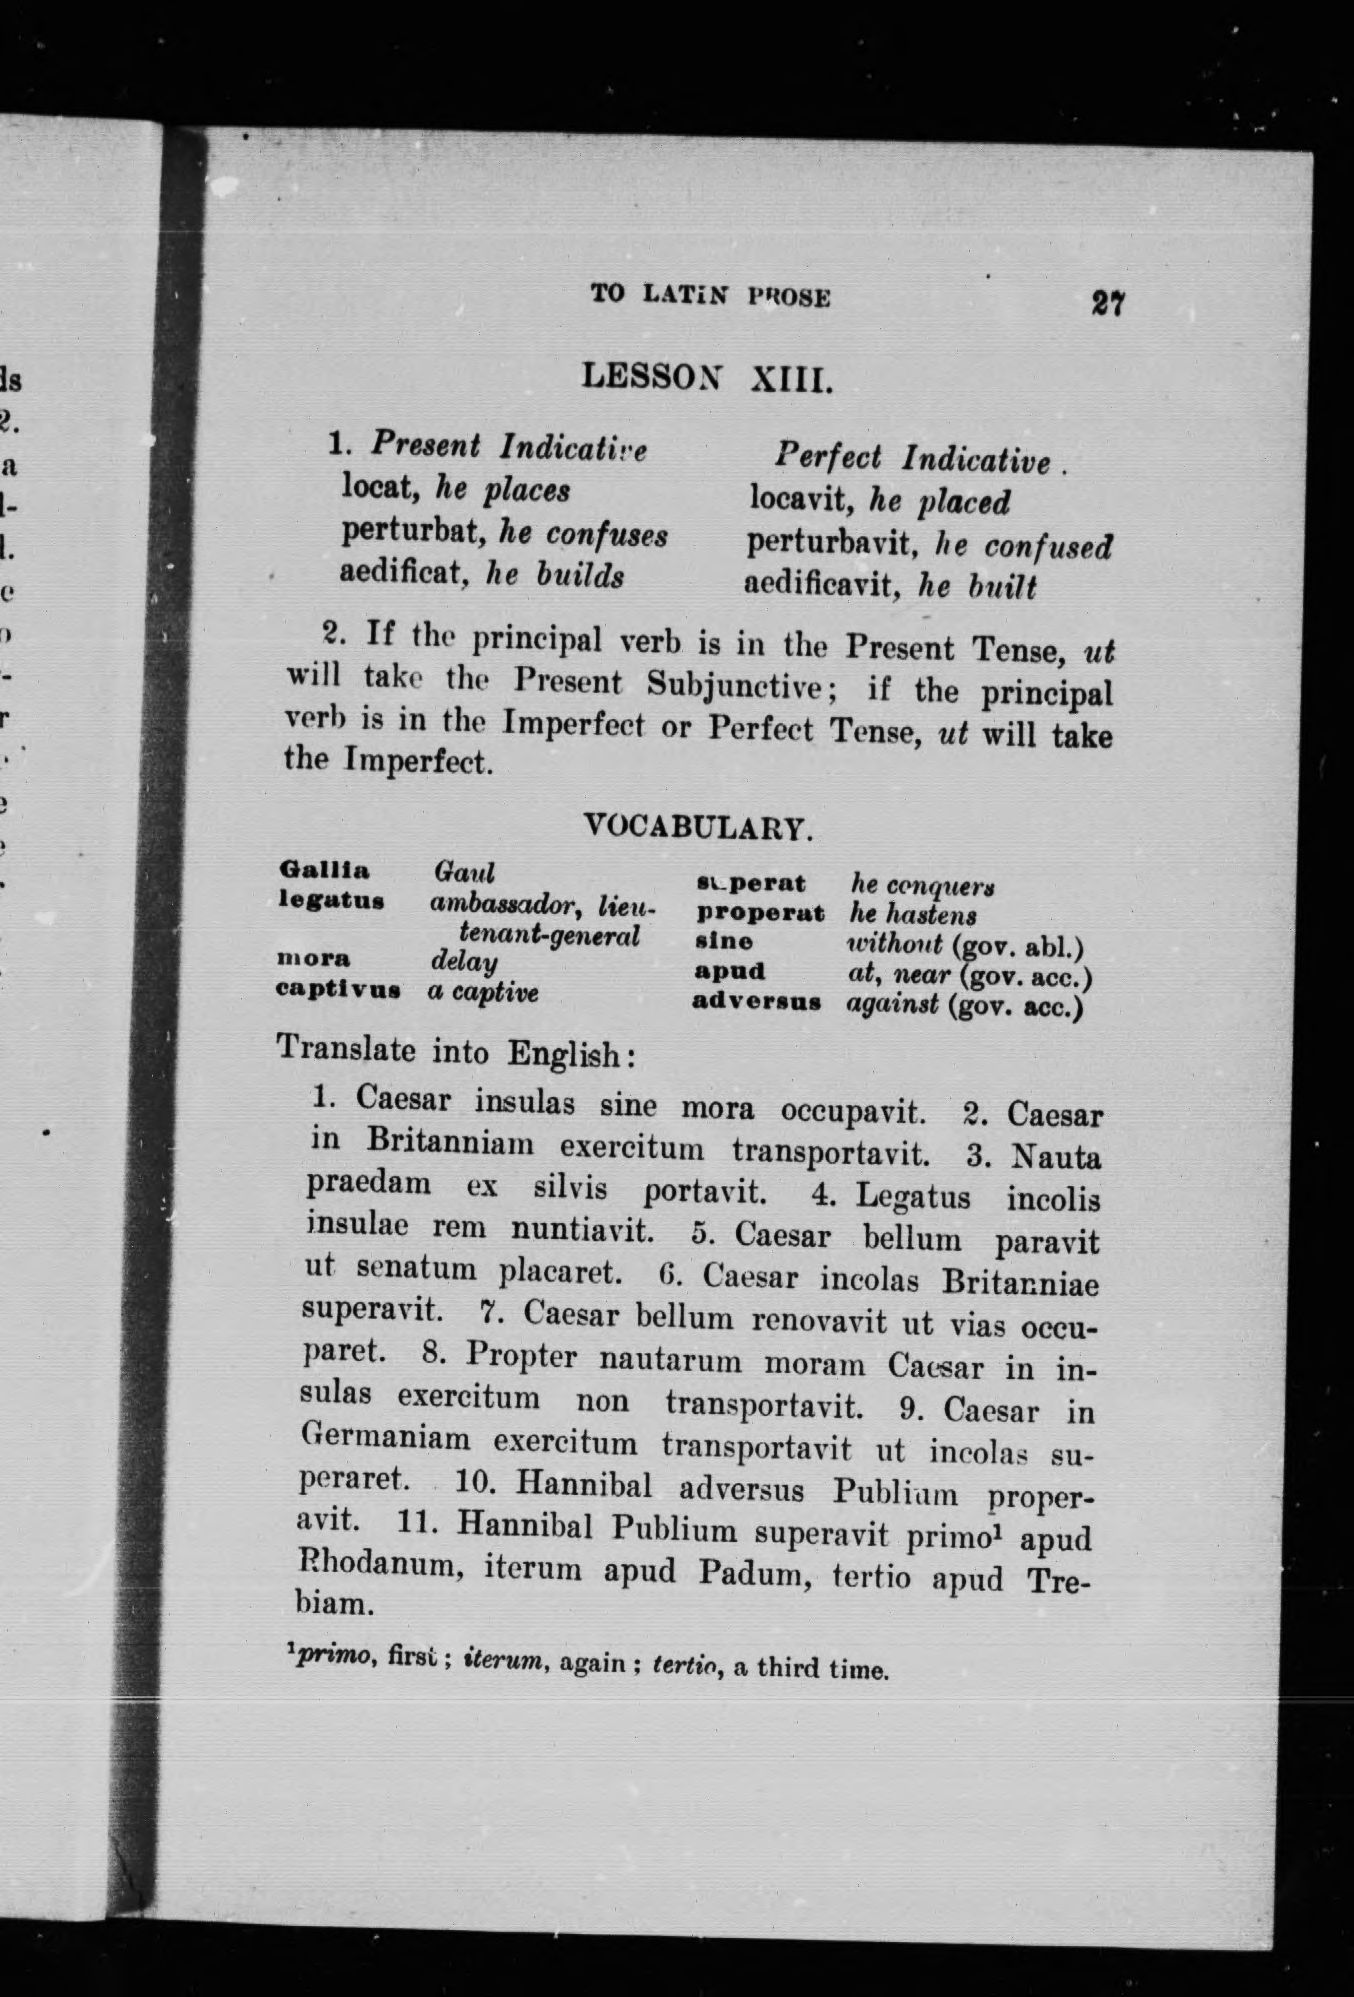 TO LATIN PROSE 27
LESSON XIII.
1. Present Indicative Perfect Indicative.
locat, he places locavit, he placed
perturbat, he confuses perturbavit, he confused
aedificat, he builds aedificavit, he built
2. If the principal verb is in the Present Tense, ut
will take the Present Subjunctive; if the principal
verb is in the Imperfect or Perfect Tense, ut will take
the Imperfect.
VOCABULARY.
Gallia Gaul
legatus ambassador, lieu-
tenant-general
mora delay
captivus a captive
superat he conquers
properat he hastens
sine without (gov. abl.)
apud at, near (gov. acc.)
adversus against (gov. acc.)
Translate into English:
1. Caesar insulas sine mora occupavit. 2. Caesar
in Britanniam exercitum transportavit. 3. Nauta
praedam ex silvis portavit. 4. Legatus incolis
insulae rem nuntiavit. 5. Caesar bellum paravit
ut senatum placaret. 6. Caesar incolas Britanniae
superavit. 7. Caesar bellum renovavit ut vias occu-
paret. 8. Propter nautarum moram Caesar in in-
sulas exercitum non transportavit. 9. Caesar in
Germaniam exercitum transportavit ut incolas su-
peraret. 10. Hannibal adversus Publium proper-
avit. 11. Hannibal Publium superavit primo¹ apud
Rhodanum, iterum apud Padum, tertio apud Tre-
biam.
¹primo, first; iterum, again; tertio, a third time.